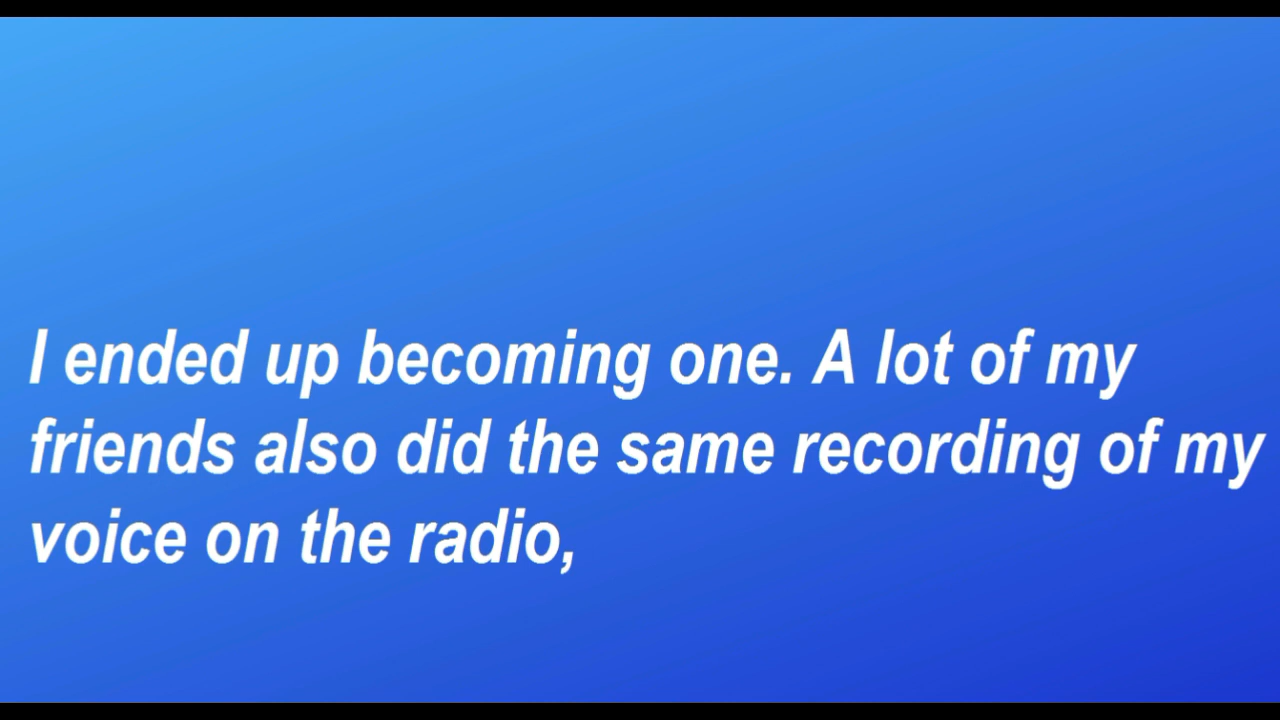 I ended up becoming one. A lot of my
friends also did the same recording of my
voice on the radio,